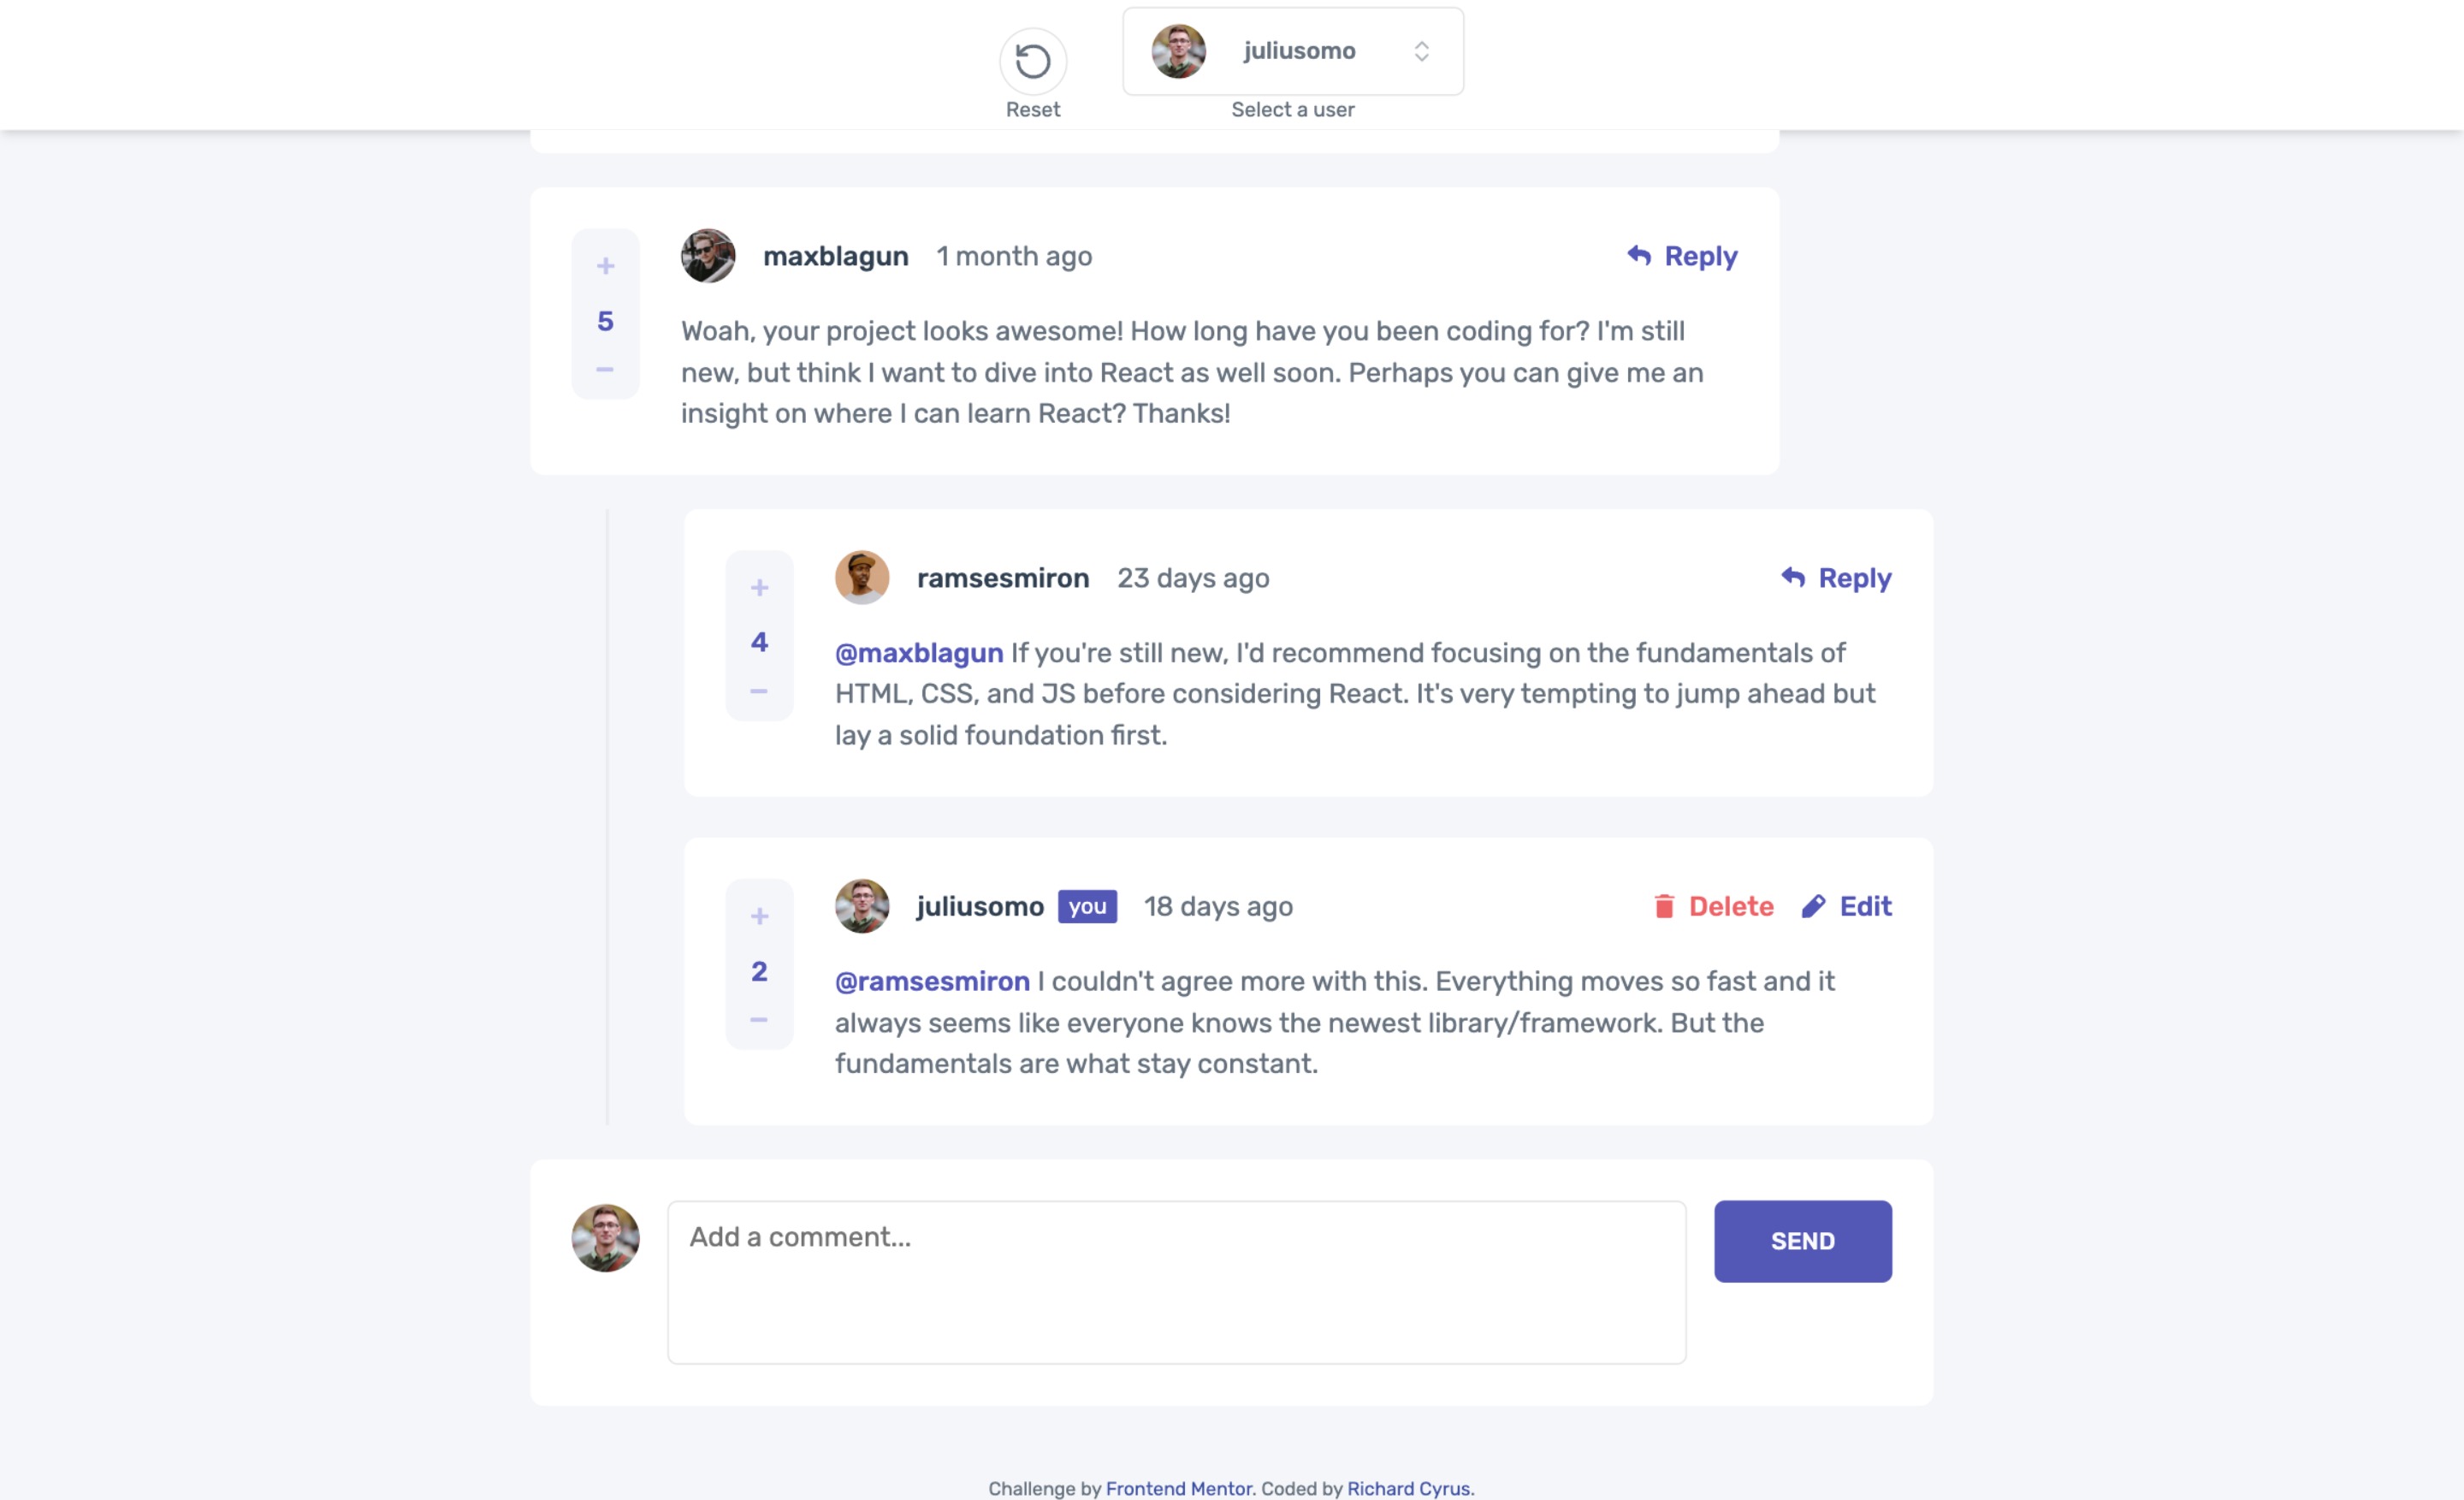 juliusomo
Reset
Select a user
maxblagun 1 month ago
Reply
+
5
−
Woah, your project looks awesome! How long have you been coding for? I'm still
new, but think I want to dive into React as well soon. Perhaps you can give me an
insight on where I can learn React? Thanks!
ramsesmiron 23 days ago
Reply
+
4
−
@maxblagun If you're still new, I'd recommend focusing on the fundamentals of
HTML, CSS, and JS before considering React. It's very tempting to jump ahead but
lay a solid foundation first.
juliusomo you 18 days ago
Delete Edit
+
2
−
@ramsesmiron I couldn't agree more with this. Everything moves so fast and it
always seems like everyone knows the newest library/framework. But the
fundamentals are what stay constant.
Add a comment...
SEND
Challenge by Frontend Mentor. Coded by Richard Cyrus.